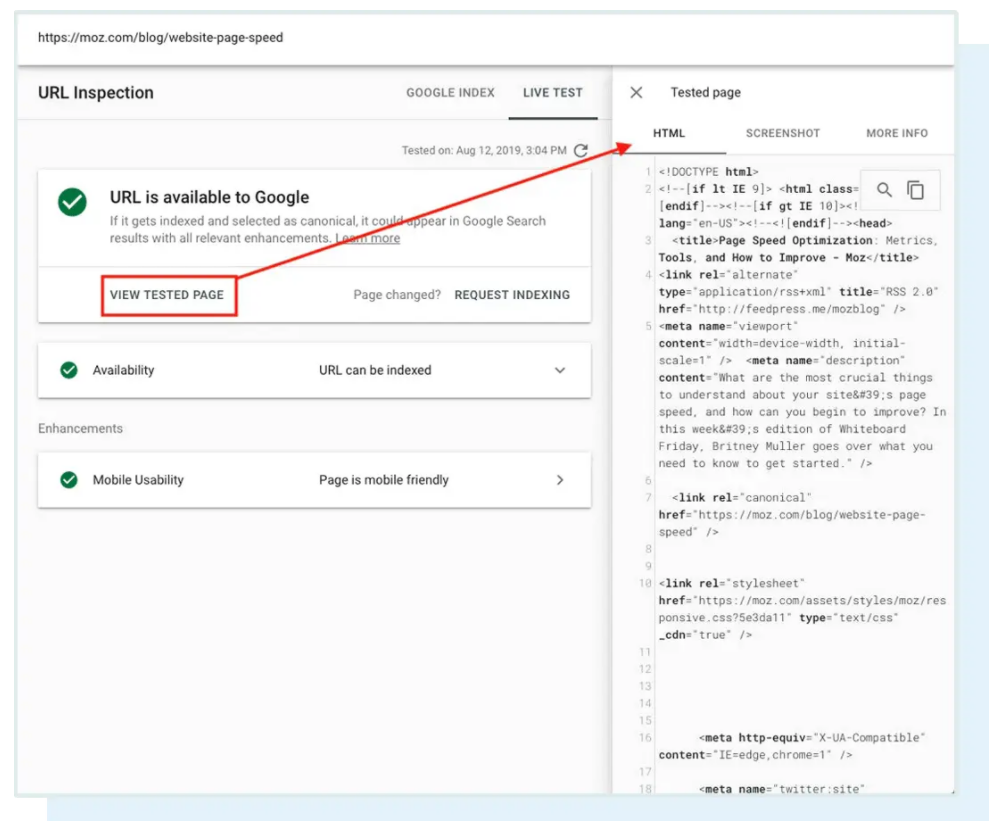 https://moz.com/blog/website-page-speed
URL Inspection
GOOGLE INDEX
LIVE TEST
Tested on: Aug 12, 2019, 3:04 PM
URL is available to Google
If it gets indexed and selected as canonical, it could appear in Google Search
results with all relevant enhancements. Learn more
VIEW TESTED PAGE
Page changed? REQUEST INDEXING
Availability
URL can be indexed
Enhancements
Mobile Usability
Page is mobile friendly
Tested page
HTML
SCREENSHOT
MORE INFO
1 <!DOCTYPE html>
2 <!--[if lt IE 9]> <html class=
[endif]--><!--[if gt IE 10]><!
lang="en-US"><!--<![endif]--><head>
3 <title>Page Speed Optimization: Metrics,
Tools, and How to Improve - Moz</title>
4 <link rel="alternate"
type="application/rss+xml" title="RSS 2.0"
href="http://feedpress.me/mozblog" />
5 <meta name="viewport"
content="width=device-width, initial-
scale=1" /> <meta name="description"
content="What are the most crucial things
to understand about your site&#39;s page
speed, and how can you begin to improve? In
this week&#39;s edition of Whiteboard
Friday, Britney Muller goes over what you
need to know to get started." />
6
7 <link rel="canonical"
href="https://moz.com/blog/website-page-
speed" />
8
9
10 <link rel="stylesheet"
href="https://moz.com/assets/styles/moz/res
ponsive.css?5e3da11" type="text/css"
_cdn="true" />
11
12
13
14
15
16 <meta http-equiv="X-UA-Compatible"
content="IE=edge,chrome=1" />
17
18 <meta name="twitter:site"